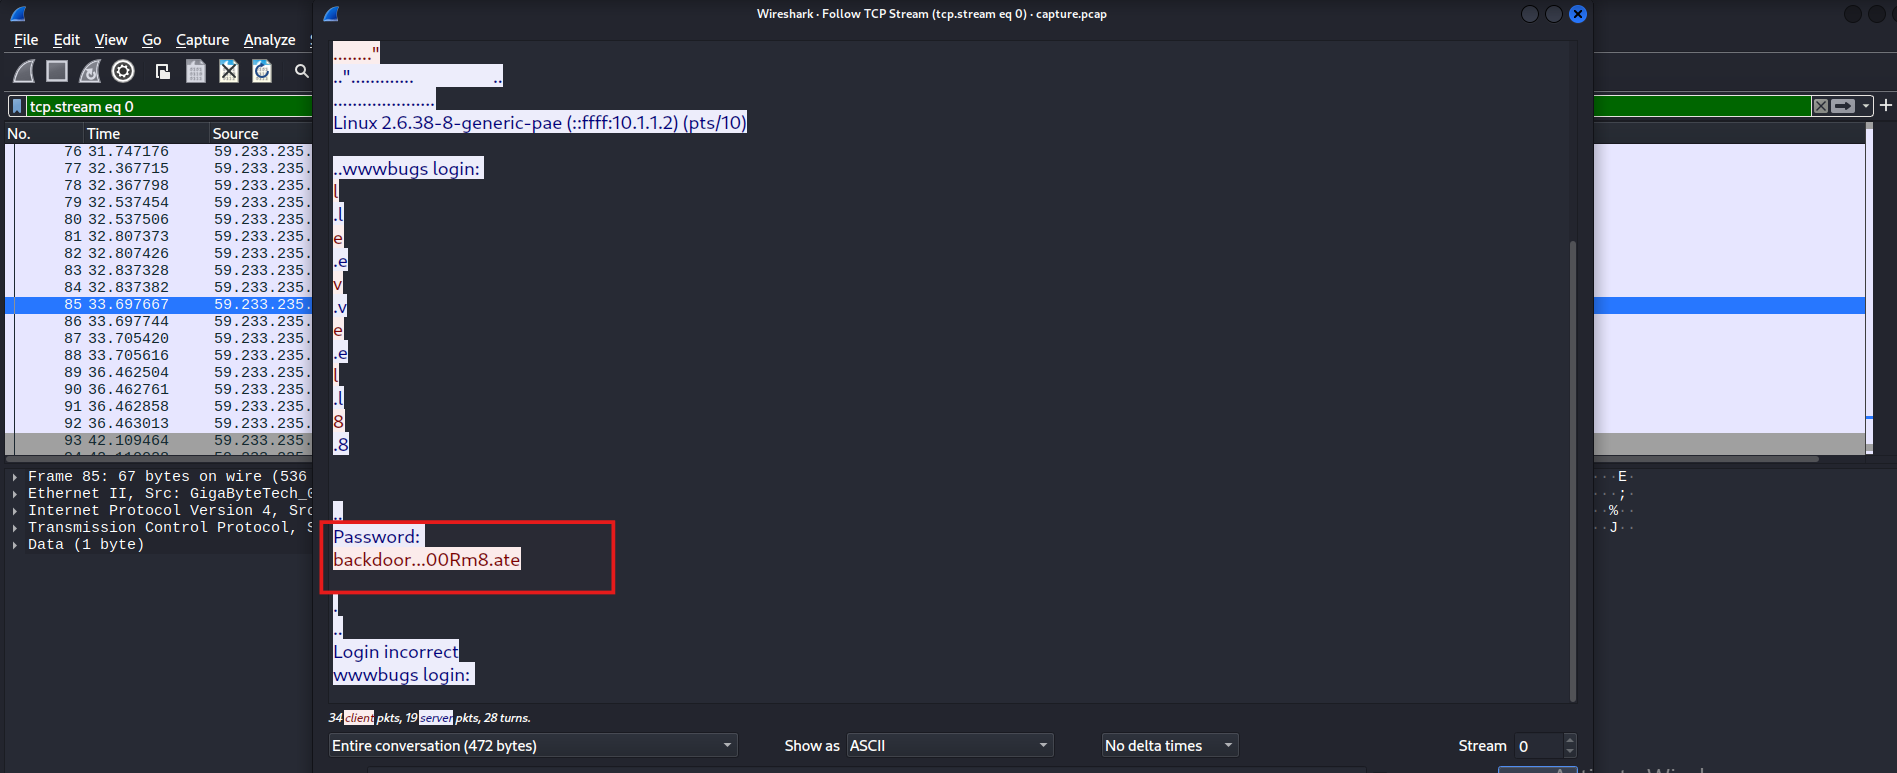 Wireshark · Follow TCP Stream (tcp.stream eq 0) · capture.pcap
File Edit View Go Capture Analyze
tcp.stream eq 0
No. Time Source
76 31.747176 59.233.235.
77 32.367715 59.233.235.
78 32.367798 59.233.235.
79 32.537454 59.233.235.
80 32.537506 59.233.235.
81 32.807373 59.233.235.
82 32.807426 59.233.235.
83 32.837328 59.233.235.
84 32.837382 59.233.235.
85 33.697667 59.233.235.
86 33.697744 59.233.235.
87 33.705420 59.233.235.
88 33.705616 59.233.235.
89 36.462504 59.233.235.
90 36.462761 59.233.235.
91 36.462858 59.233.235.
92 36.463013 59.233.235.
93 42.109464 59.233.235.
Frame 85: 67 bytes on wire (536
Ethernet II, Src: GigaByteTech_
Internet Protocol Version 4, Src
Transmission Control Protocol, S
Data (1 byte)
........"
..".............          ..
.....................
Linux 2.6.38-8-generic-pae (::ffff:10.1.1.2) (pts/10)
..wwwbugs login:
l
.l
e
.e
v
.v
e
.e
l
.l
8
.8
..
Password:
backdoor...00Rm8.ate
.
..
Login incorrect
wwwbugs login:
34 client pkts, 19 server pkts, 28 turns.
Entire conversation (472 bytes) Show as ASCII No delta times Stream 0
···E·
···;·
··%··
··J··